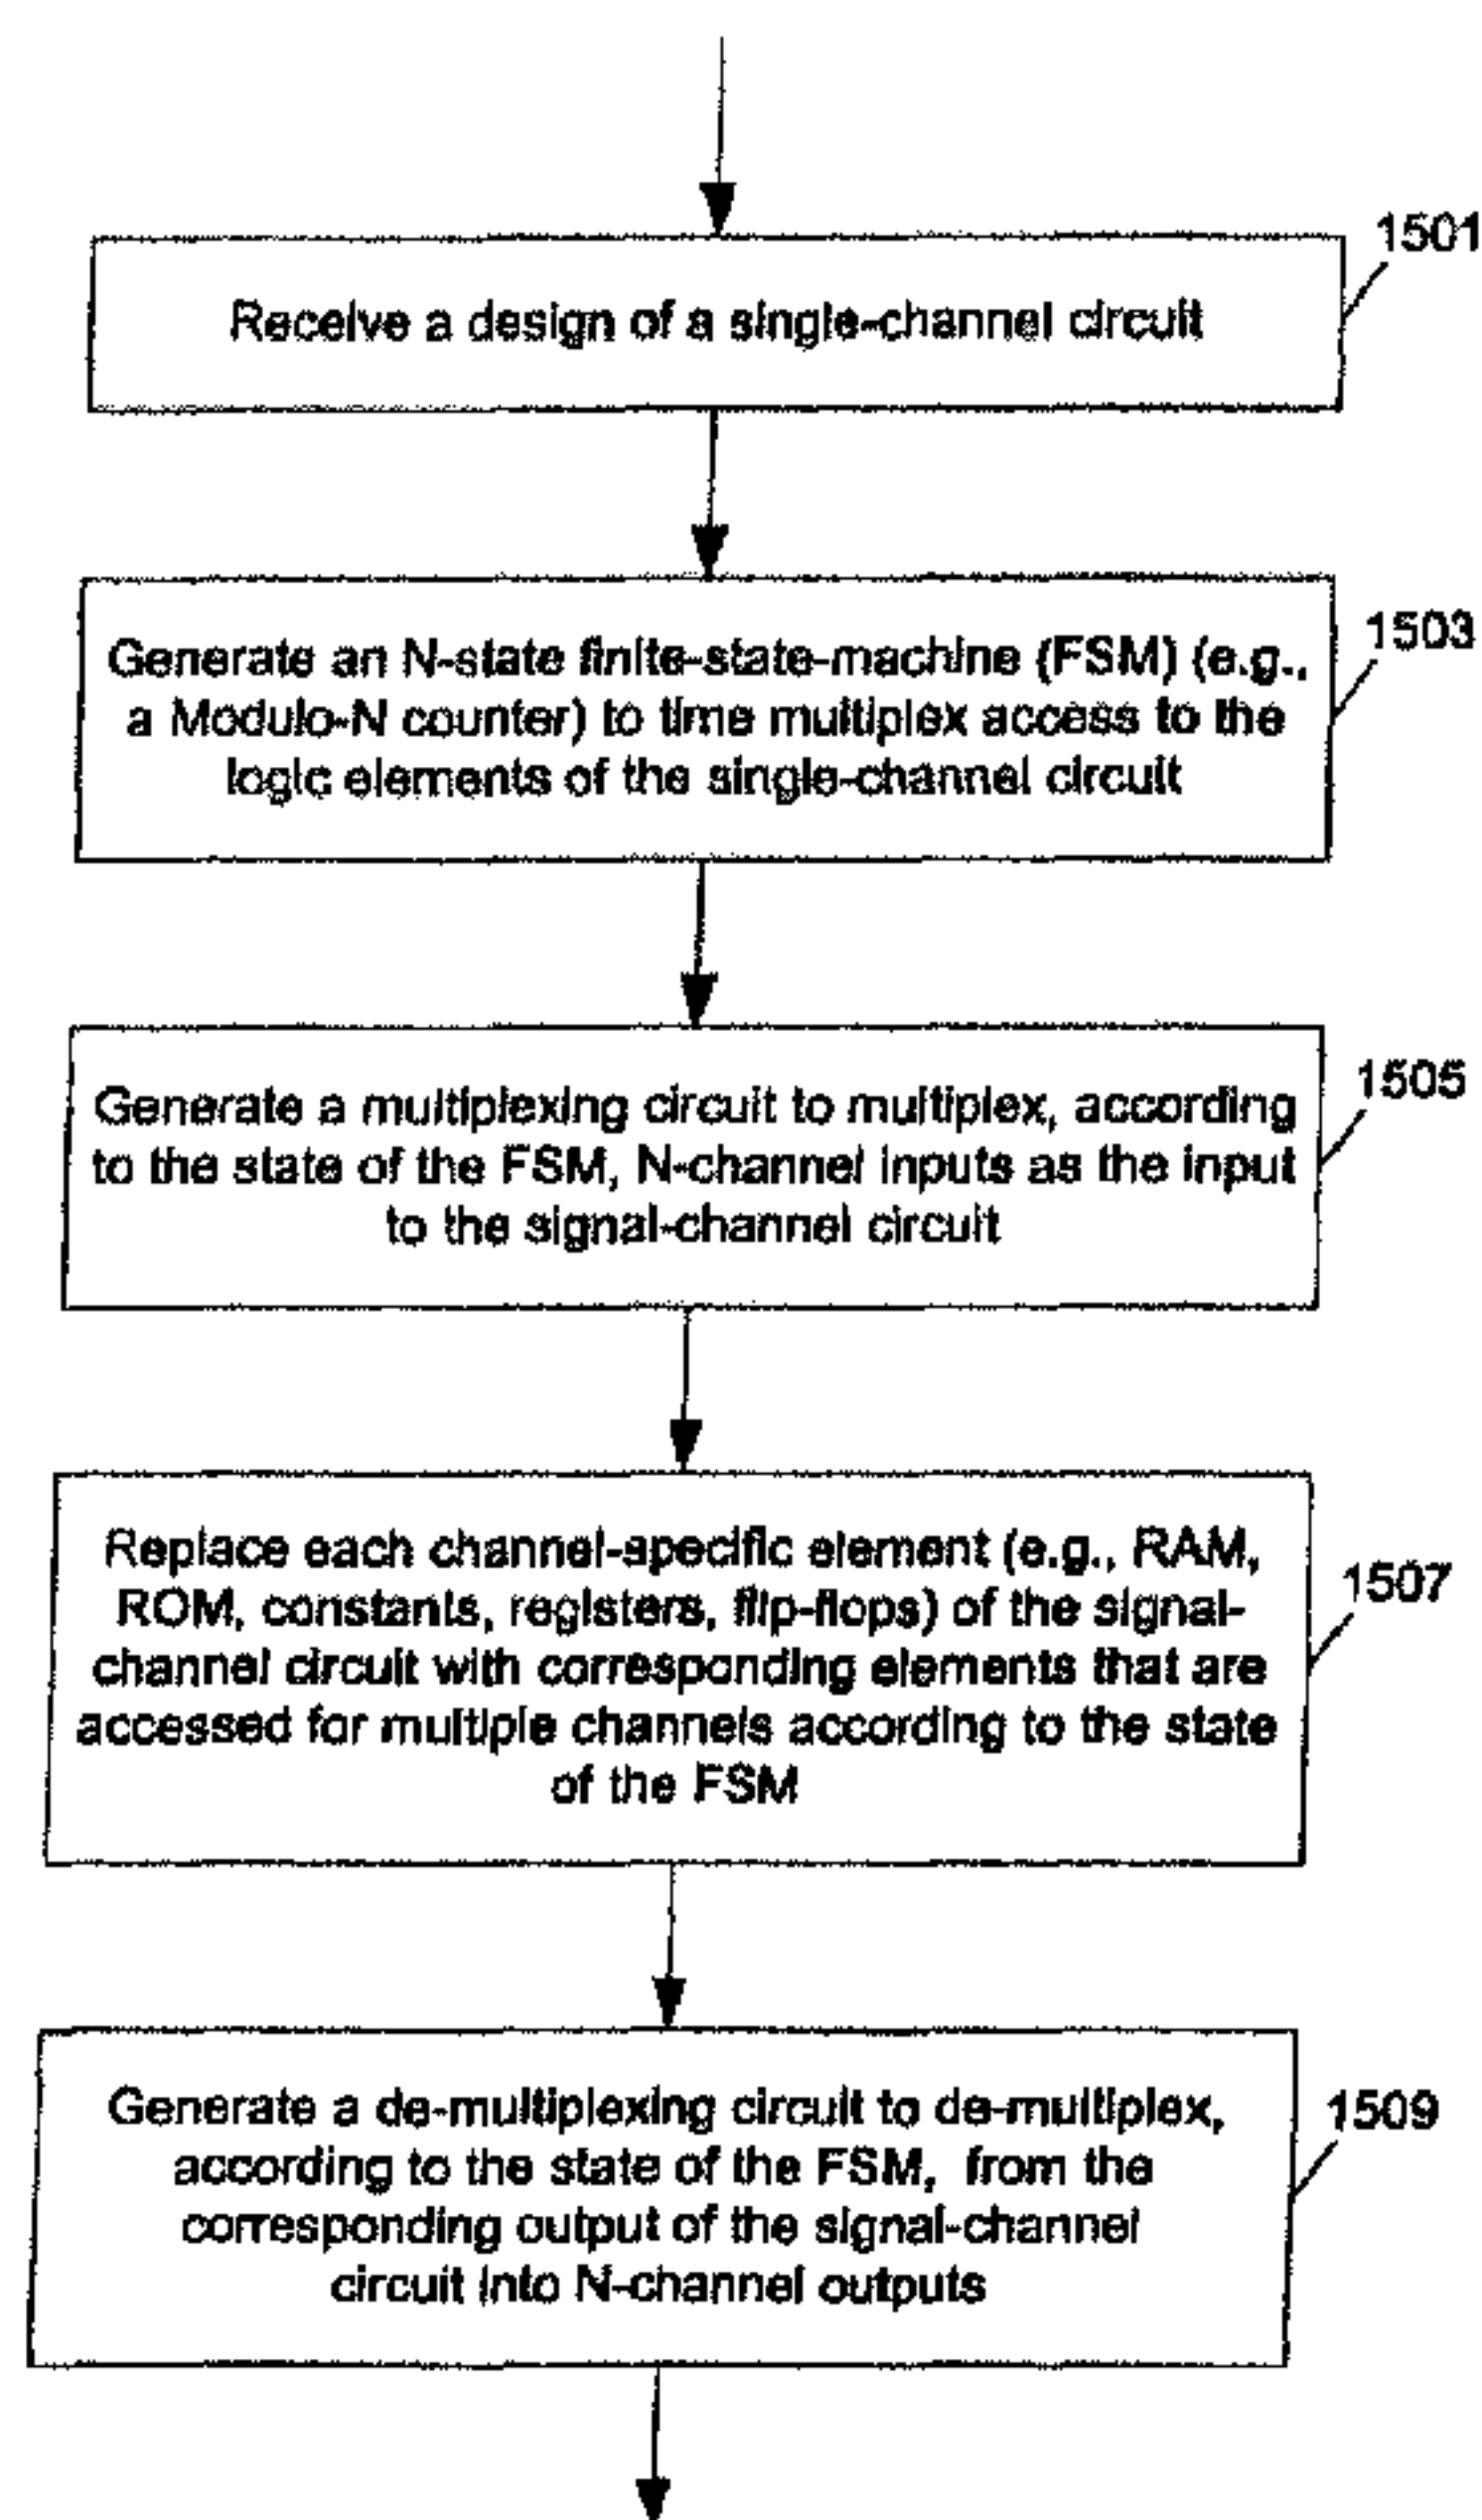 1501
Receive a design of a single-channel circuit
1503
Generate an N-state finite-state-machine (FSM) (e.g.,
a Modulo-N counter) to time multiplex access to the
logic elements of the single-channel circuit
1505
Generate a multiplexing circuit to multiplex, according
to the state of the FSM, N-channel inputs as the input
to the signal-channel circuit
1507
Replace each channel-specific element (e.g., RAM,
ROM, constants, registers, flip-flops) of the signal-
channel circuit with corresponding elements that are
accessed for multiple channels according to the state
of the FSM
1509
Generate a de-multiplexing circuit to de-multiplex,
according to the state of the FSM, from the
corresponding output of the signal-channel
circuit into N-channel outputs